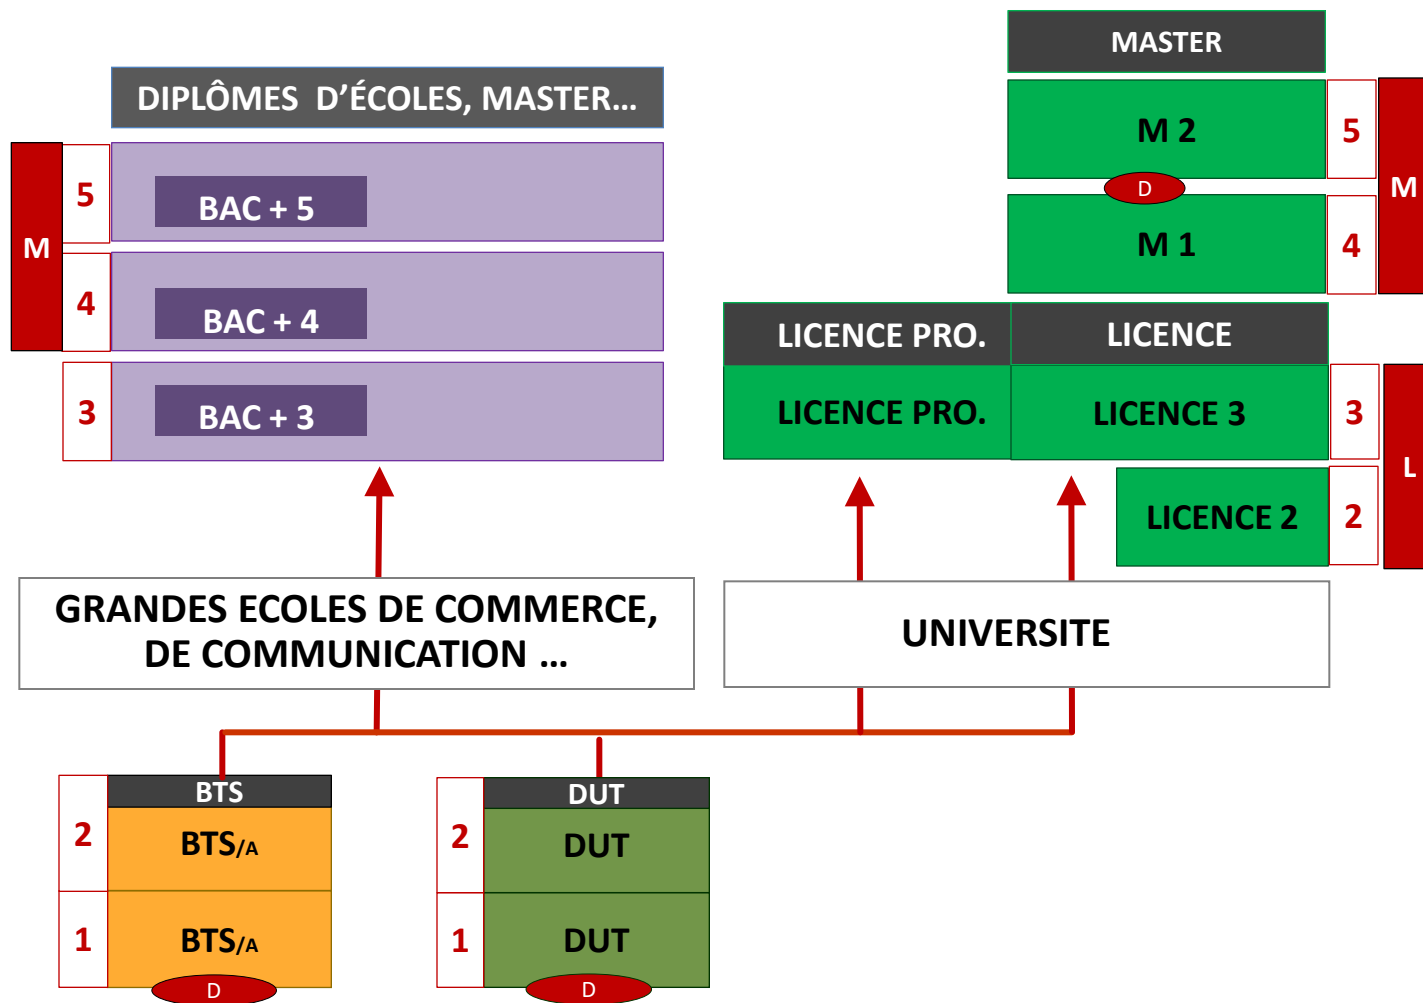 MASTER
DIPLÔMES D'ÉCOLES, MASTER...
M 2
5
M
D
5
BAC + 5
M
M 1
4
4
BAC + 4
LICENCE PRO.
LICENCE
3
BAC + 3
LICENCE PRO.
LICENCE 3
3
L
LICENCE 2
2
GRANDES ECOLES DE COMMERCE,
DE COMMUNICATION ...
UNIVERSITE
BTS
2
BTS/A
1
BTS/A
D
DUT
2
DUT
1
DUT
D